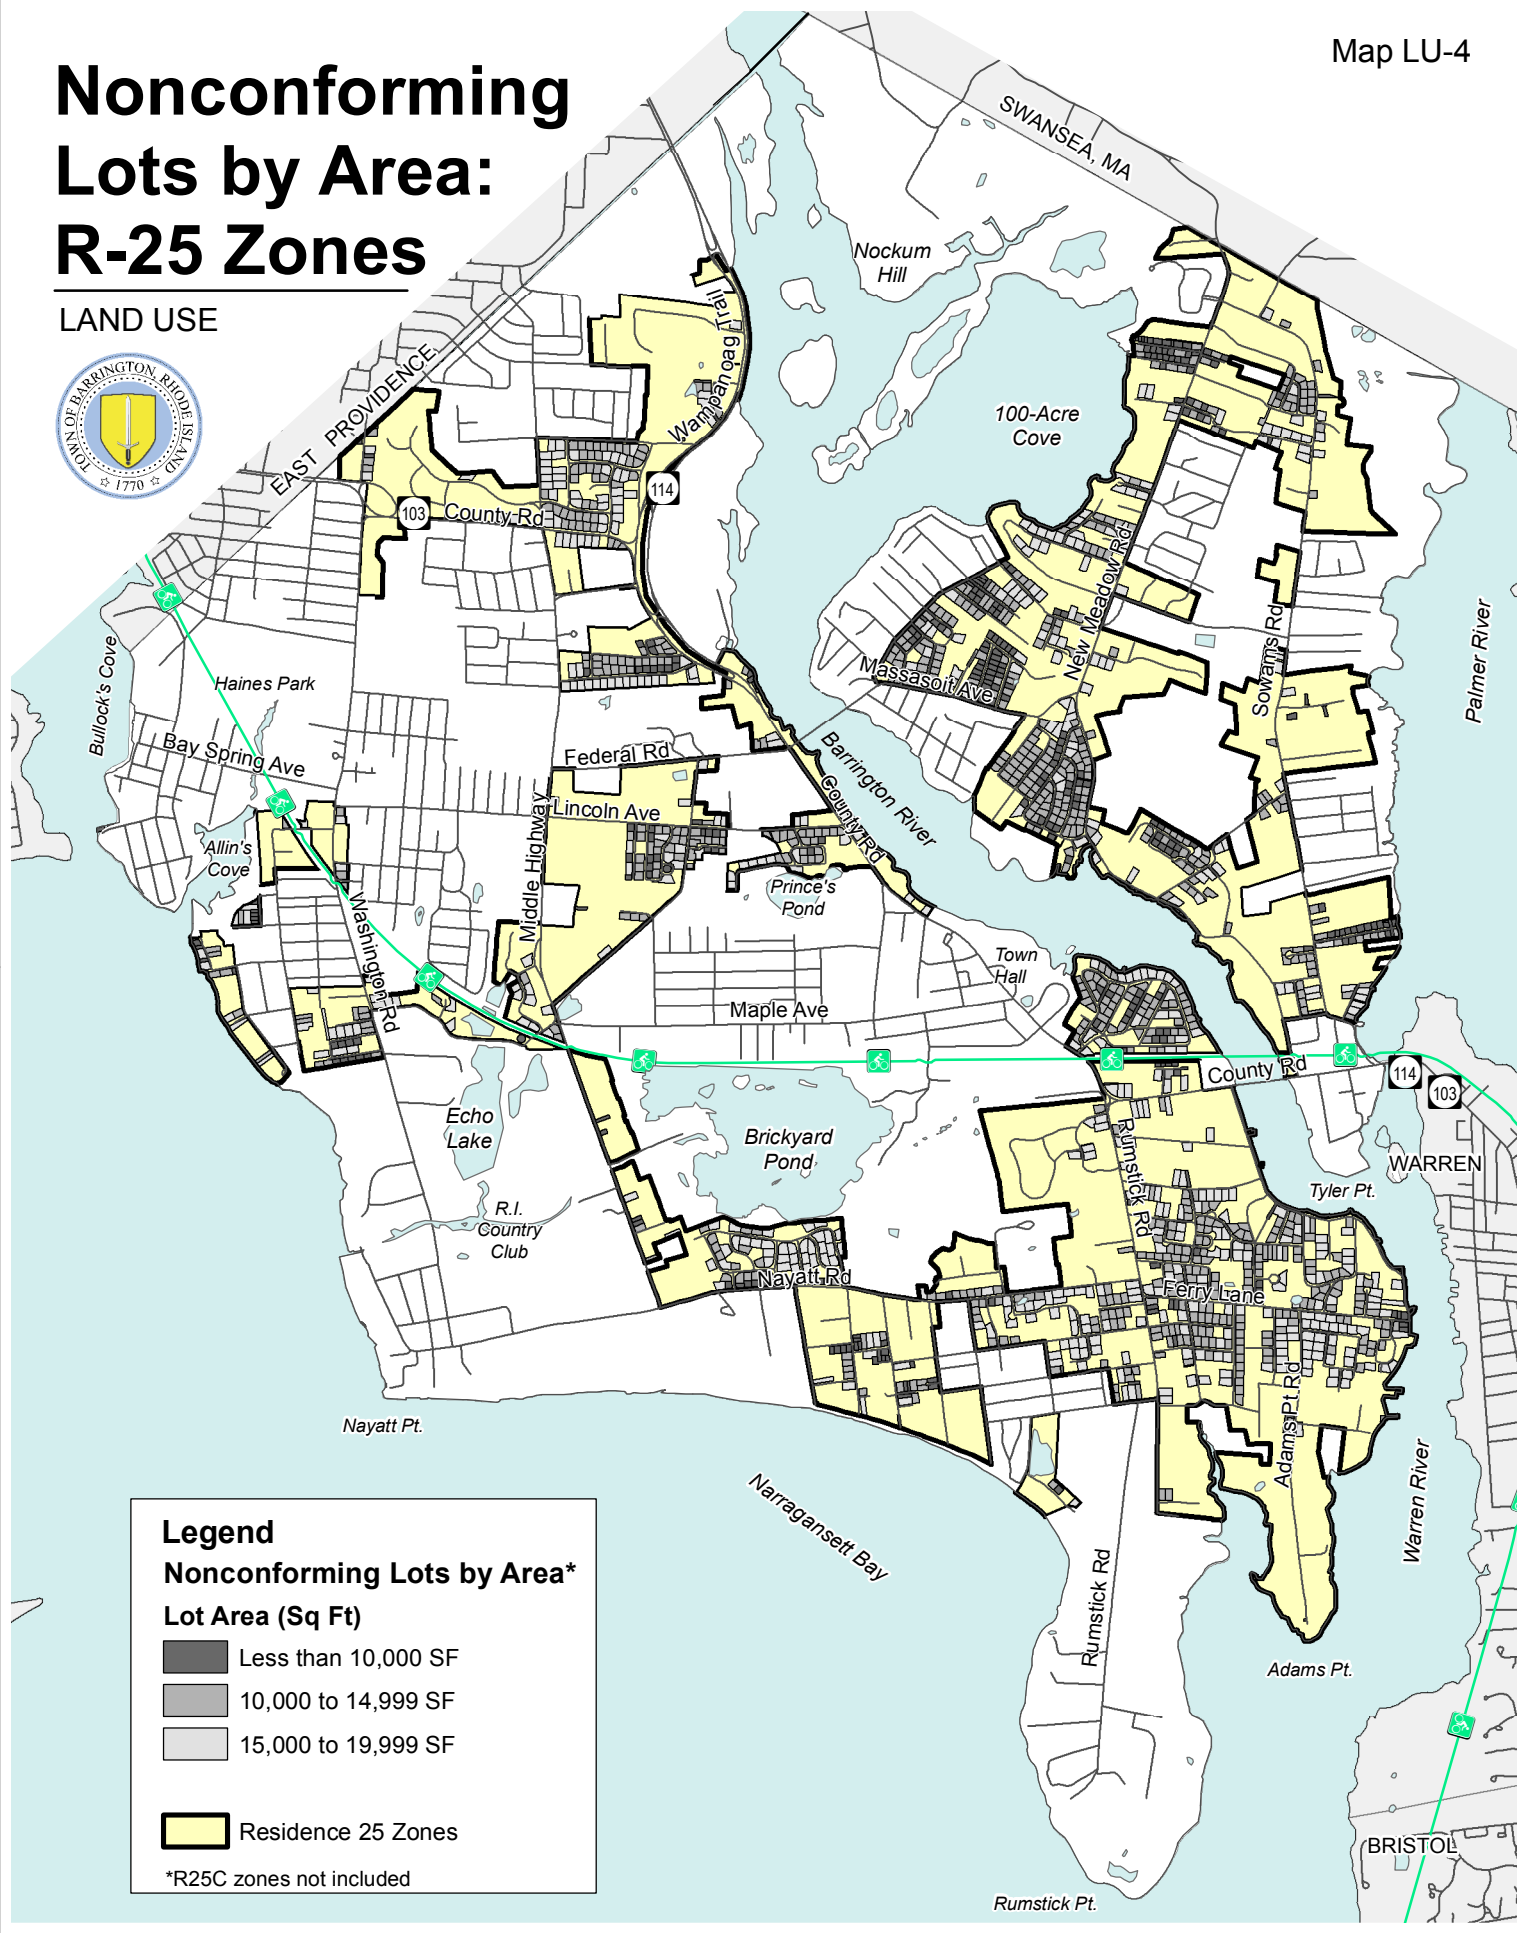 Map LU-4
Nonconforming
Lots by Area:
R-25 Zones
LAND USE
TOWN OF BARRINGTON, RHODE ISLAND
1770
SWANSEA, MA
Nockum
Hill
Wampanoag Trail
EAST PROVIDENCE
100-Acre
Cove
114
103
County Rd
New Meadow Rd
Sowams Rd
Palmer River
Bullock's Cove
Haines Park
Massasoit Ave
Bay Spring Ave
Federal Rd
Barrington River
Lincoln Ave
County Rd
Middle Highway
Allin's
Cove
Prince's
Pond
Washington Rd
Town
Hall
Maple Ave
County Rd
114
103
Echo
Lake
Brickyard
Pond
Rumstick Rd
WARREN
Tyler Pt.
R.I.
Country
Club
Nayatt Rd
Ferry Lane
Adams Pt Rd
Nayatt Pt.
Narragansett Bay
Warren River
Rumstick Rd
Adams Pt.
BRISTOL
Rumstick Pt.
Legend
Nonconforming Lots by Area*
Lot Area (Sq Ft)
Less than 10,000 SF
10,000 to 14,999 SF
15,000 to 19,999 SF
Residence 25 Zones
*R25C zones not included